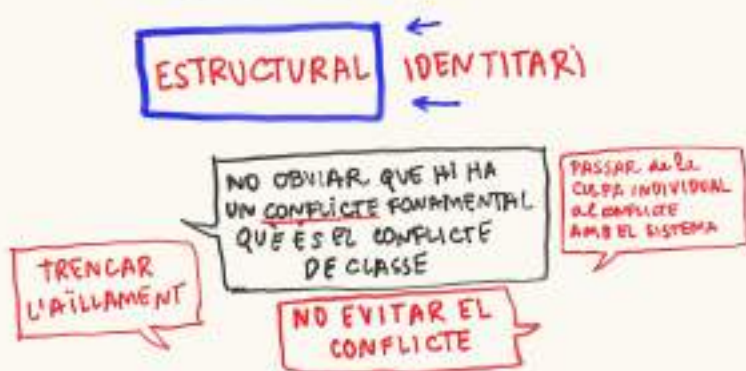 ESTRUCTURAL IDENTITARI
NO OBVIAR QUE HI HA
UN CONFLICTE FONAMENTAL
QUE ES EL CONFLICTE
DE CLASSE
PASSAR de la
CULPA INDIVIDUAL
al CONFLICTE
AMB EL SISTEMA
TRENCAR
L'AÏLLAMENT
NO EVITAR EL
CONFLICTE